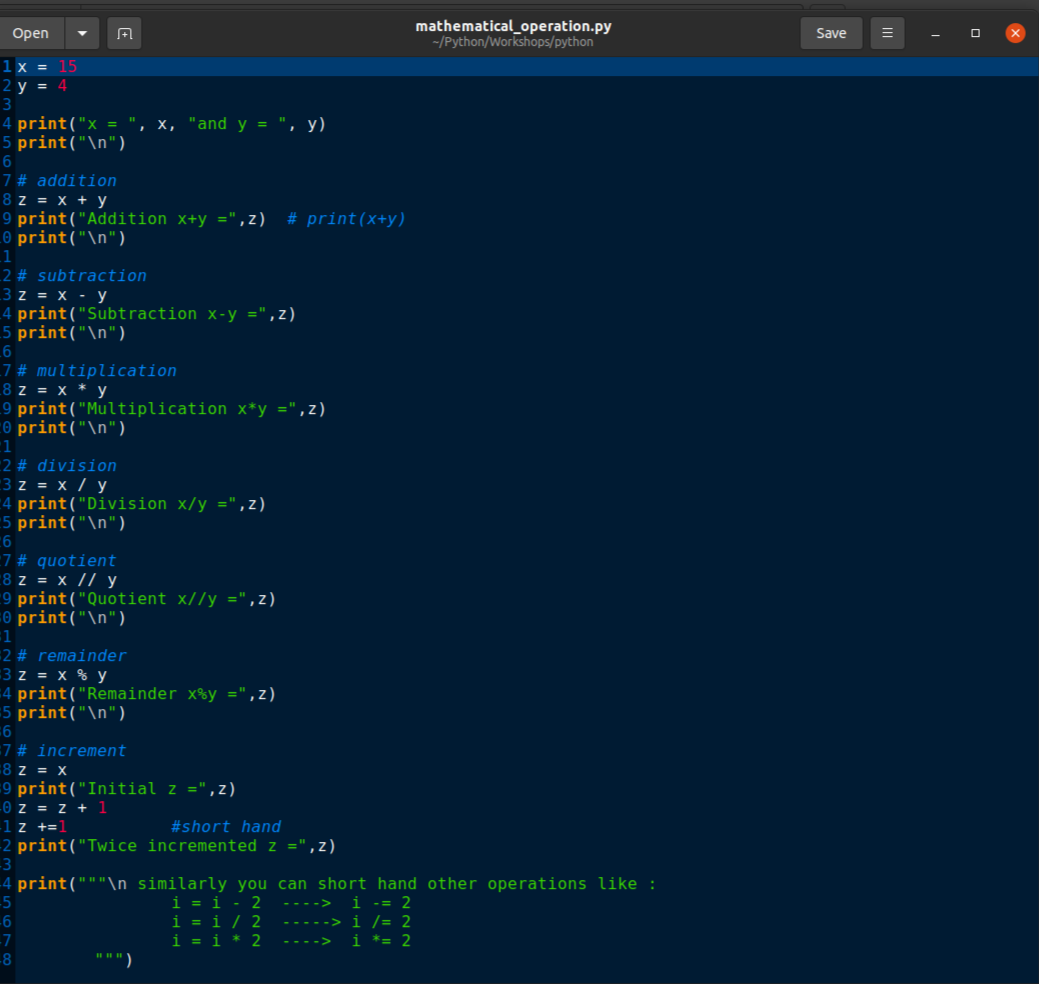 Open
mathematical_operation.py
~/Python/Workshops/python
Save
1 x = 15
2 y = 4
3
4 print("x = ", x, "and y = ", y)
5 print("\n")
6
7 # addition
8 z = x + y
9 print("Addition x+y =",z)  # print(x+y)
0 print("\n")
1
2 # subtraction
3 z = x - y
4 print("Subtraction x-y =",z)
5 print("\n")
6
7 # multiplication
8 z = x * y
9 print("Multiplication x*y =",z)
0 print("\n")
1
2 # division
3 z = x / y
4 print("Division x/y =",z)
5 print("\n")
6
7 # quotient
8 z = x // y
9 print("Quotient x//y =",z)
0 print("\n")
1
2 # remainder
3 z = x % y
4 print("Remainder x%y =",z)
5 print("\n")
6
7 # increment
8 z = x
9 print("Initial z =",z)
0 z = z + 1
1 z +=1          #short hand
2 print("Twice incremented z =",z)
3
4 print("""\n similarly you can short hand other operations like :
5                i = i - 2  ---->  i -= 2
6                i = i / 2  -----> i /= 2
7                i = i * 2  ---->  i *= 2
8        """)